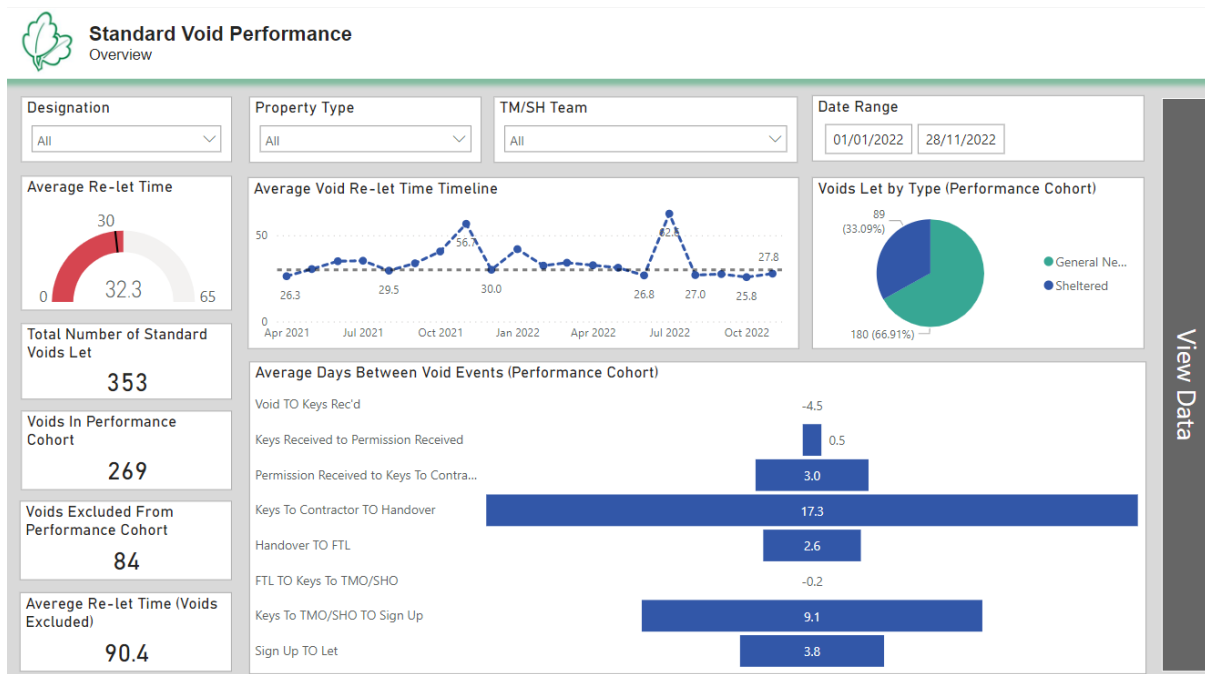 Standard Void Performance
Overview
Designation
All
Property Type
All
TM/SH Team
All
Date Range
01/01/2022 28/11/2022
Average Re-let Time
30
0 32.3 65
Average Void Re-let Time Timeline
50
0
26.3 29.5 56.7 30.0 26.8 27.0 25.8 27.8
Apr 2021 Jul 2021 Oct 2021 Jan 2022 Apr 2022 Jul 2022 Oct 2022
Voids Let by Type (Performance Cohort)
89
(33.09%)
180 (66.91%)
General Ne...
Sheltered
Total Number of Standard
Voids Let
353
Voids In Performance
Cohort
269
Voids Excluded From
Performance Cohort
84
Averege Re-let Time (Voids
Excluded)
90.4
Average Days Between Void Events (Performance Cohort)
Void TO Keys Rec'd -4.5
Keys Received to Permission Received 0.5
Permission Received to Keys To Contra... 3.0
Keys To Contractor TO Handover 17.3
Handover TO FTL 2.6
FTL TO Keys To TMO/SHO -0.2
Keys To TMO/SHO TO Sign Up 9.1
Sign Up TO Let 3.8
View Data